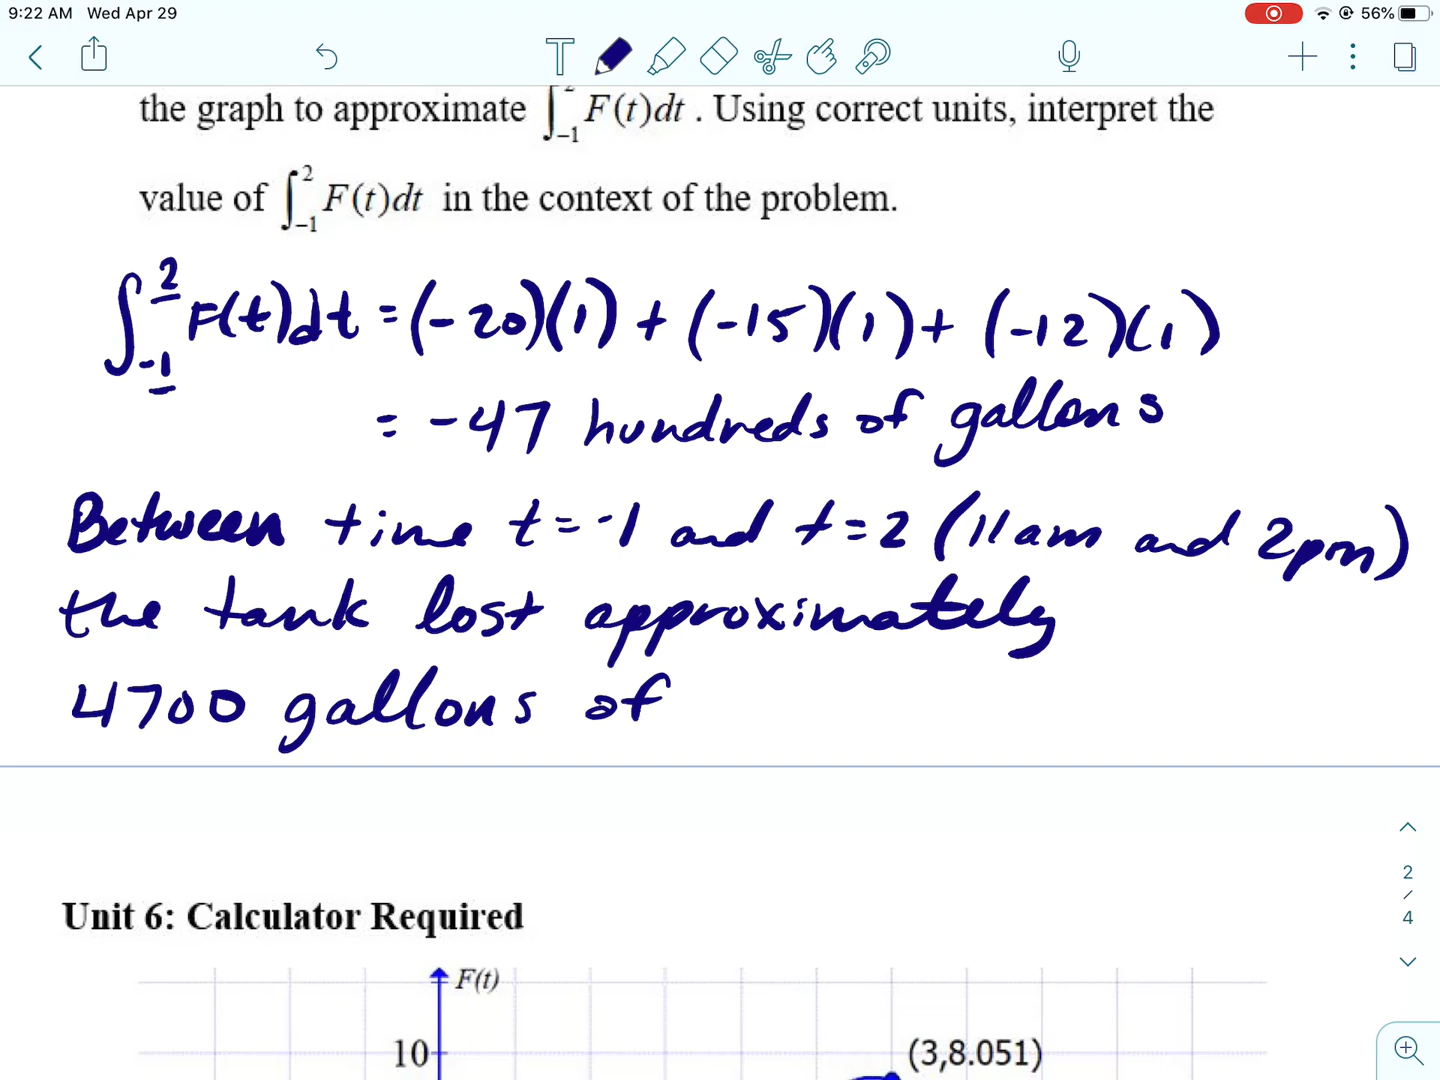 9:22 AM Wed Apr 29 56%
the graph to approximate ∫_{-1}^{2} F(t)dt . Using correct units, interpret the
value of ∫_{-1}^{2} F(t)dt in the context of the problem.
∫_{-1}^{2} F(t)dt = (-20)(1) + (-15)(1) + (-12)(1)
= -47 hundreds of gallons
Between time t=-1 and t=2 (11am and 2pm)
the tank lost approximately
4700 gallons of
2
/
4
Unit 6: Calculator Required
F(t)
10
(3,8.051)